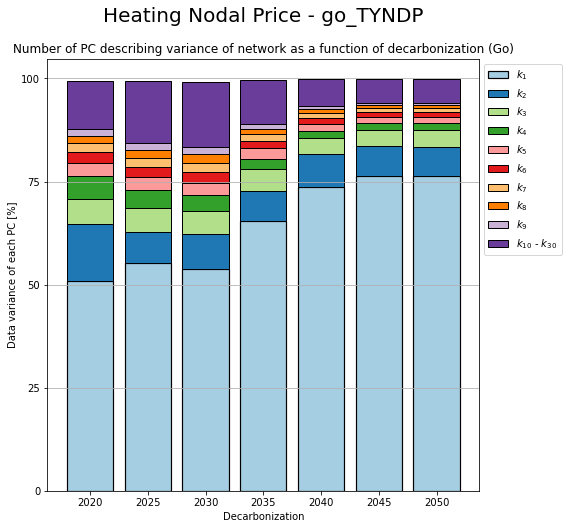 Heating Nodal Price - go_TYNDP
Number of PC describing variance of network as a function of decarbonization (Go)
Data variance of each PC [%]
100
75
50
25
0
2020 2025 2030 2035 2040 2045 2050
Decarbonization
k1
k2
k3
k4
k5
k6
k7
k8
k9
k10 - k30